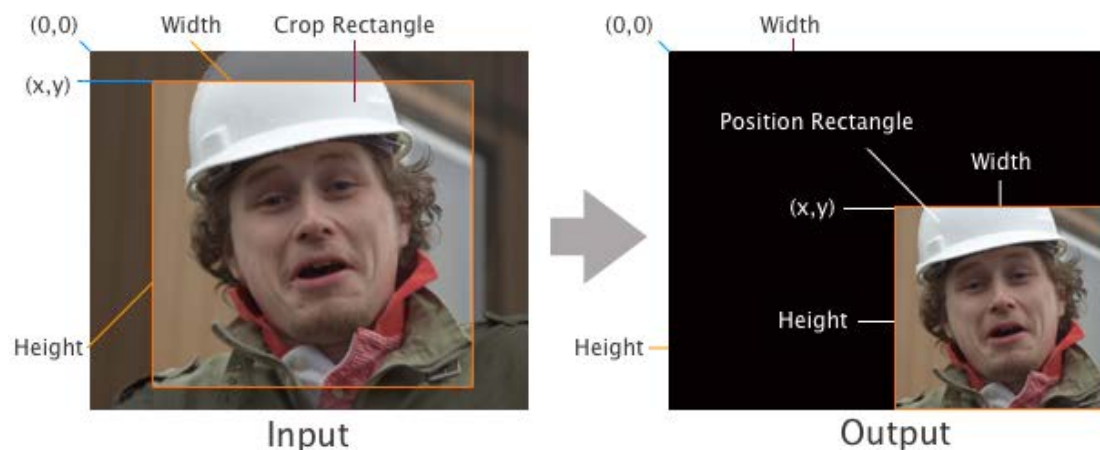 (0,0)
Width
Crop Rectangle
(x,y)
Height
Input
(0,0)
Width
Position Rectangle
Width
(x,y)
Height
Height
Output